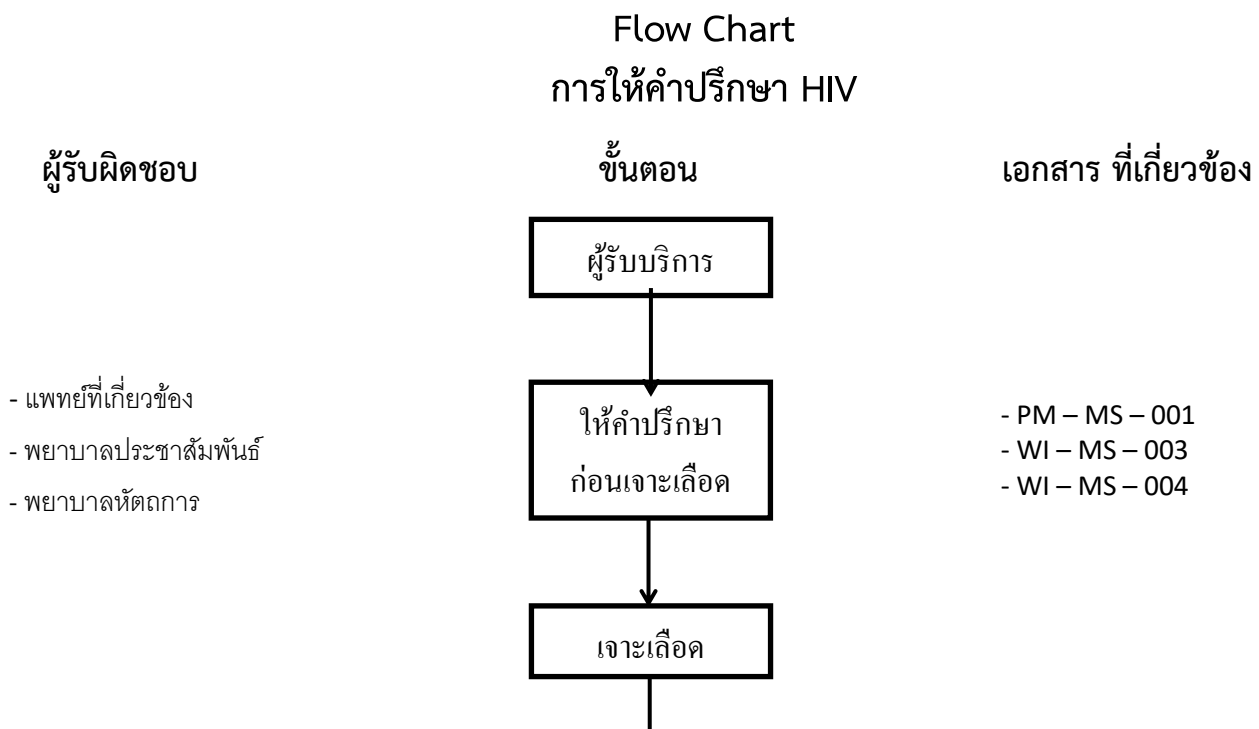 Flow Chart
การให้คำปรึกษา HIV
ผู้รับผิดชอบ
ขั้นตอน
เอกสาร ที่เกี่ยวข้อง
ผู้รับบริการ
- แพทย์ที่เกี่ยวข้อง
- พยาบาลประชาสัมพันธ์
- พยาบาลหัตถการ
ให้คำปรึกษา
ก่อนเจาะเลือด
- PM – MS – 001
- WI – MS – 003
- WI – MS – 004
เจาะเลือด